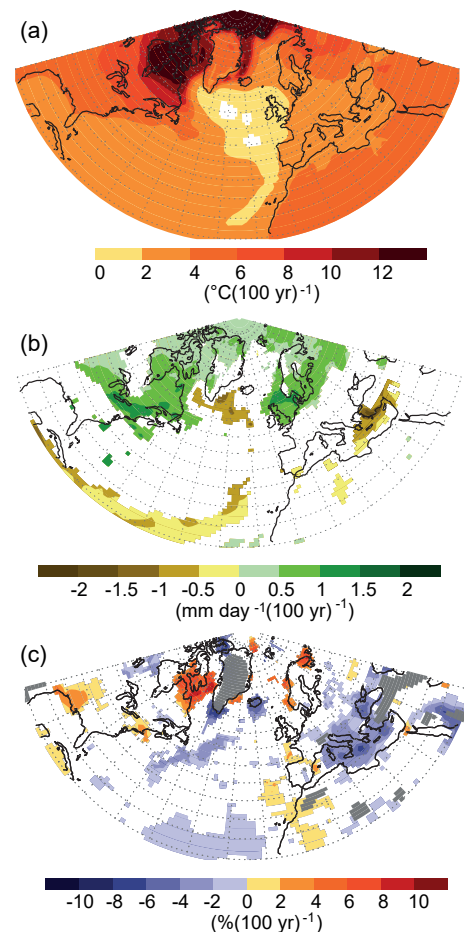 (a)
0 2 4 6 8 10 12
(°C(100 yr)⁻¹)
(b)
-2 -1.5 -1 -0.5 0 0.5 1 1.5 2
(mm day ⁻¹(100 yr)⁻¹)
(c)
-10 -8 -6 -4 -2 0 2 4 6 8 10
(%(100 yr)⁻¹)